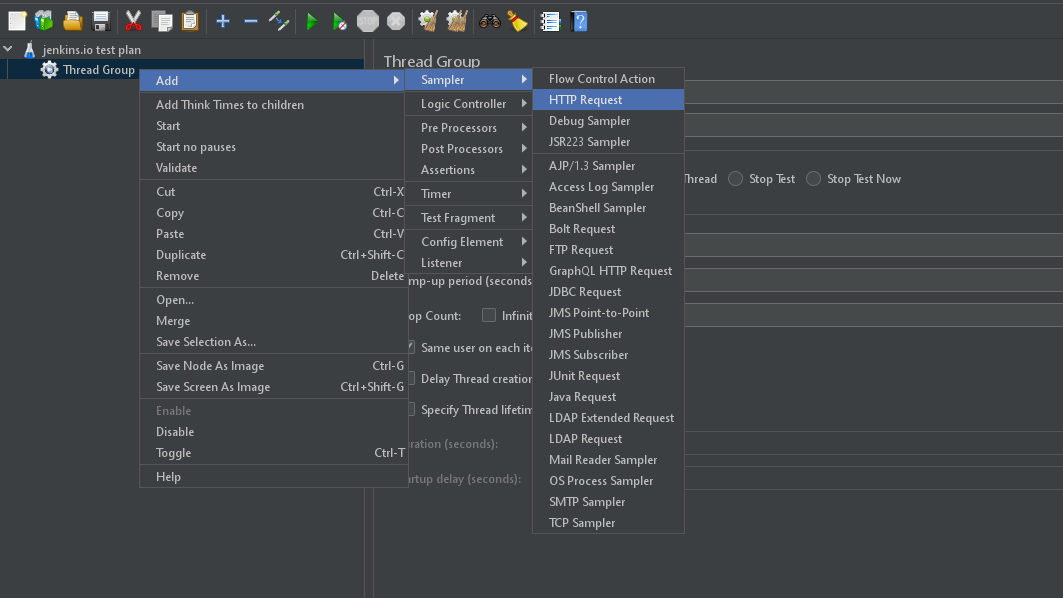 STOP
?
jenkins.io test plan
Thread Group
Thread Group
Add
Add Think Times to children
Start
Start no pauses
Validate
Cut Ctrl-X
Copy Ctrl-C
Paste Ctrl-V
Duplicate Ctrl+Shift-C
Remove Delete
Open...
Merge
Save Selection As...
Save Node As Image Ctrl-G
Save Screen As Image Ctrl+Shift-G
Enable
Disable
Toggle Ctrl-T
Help
Sampler
Logic Controller
Pre Processors
Post Processors
Assertions
Timer
Test Fragment
Config Element
Listener
Flow Control Action
HTTP Request
Debug Sampler
JSR223 Sampler
AJP/1.3 Sampler
Access Log Sampler
BeanShell Sampler
Bolt Request
FTP Request
GraphQL HTTP Request
JDBC Request
JMS Point-to-Point
JMS Publisher
JMS Subscriber
JUnit Request
Java Request
LDAP Extended Request
LDAP Request
Mail Reader Sampler
OS Process Sampler
SMTP Sampler
TCP Sampler
Thread Stop Test Stop Test Now
mp-up period (seconds
op Count: Infinit
Same user on each ite
Delay Thread creation
Specify Thread lifetim
ration (seconds):
artup delay (seconds):